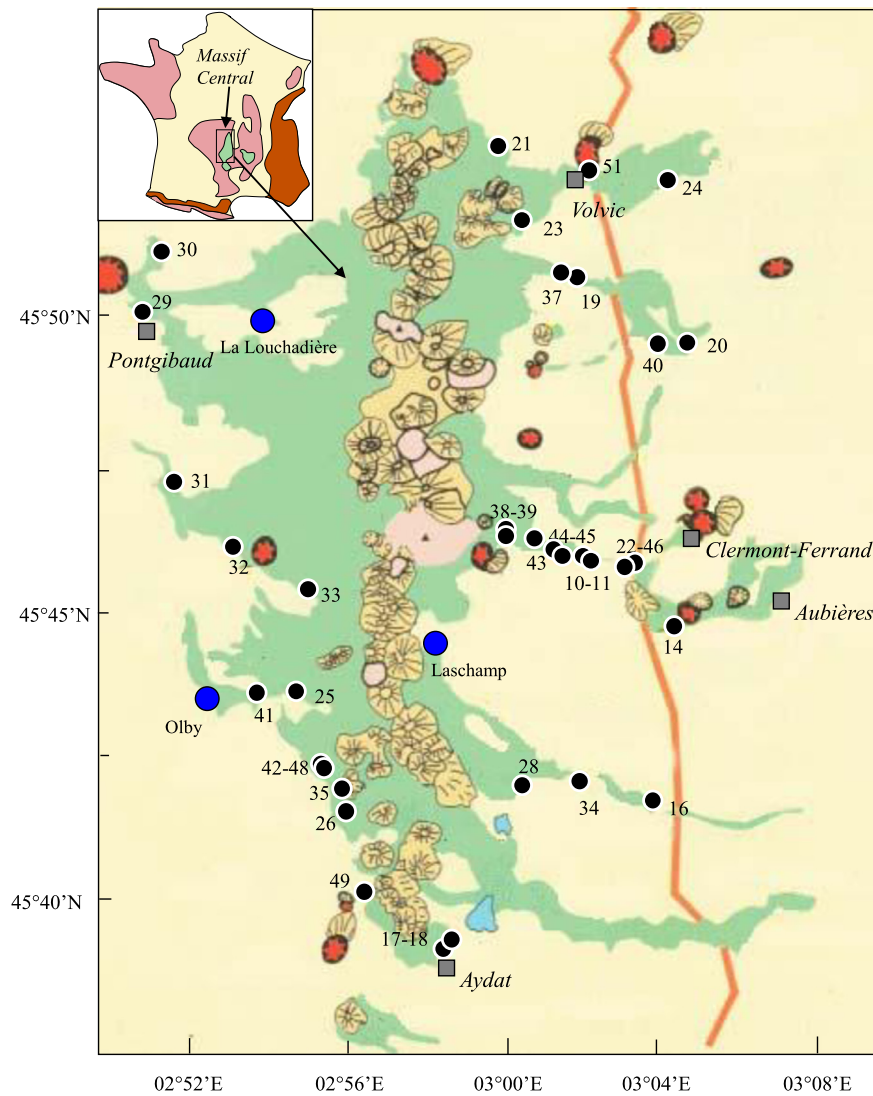 Massif
Central
21
51
24
Volvic
23
30
37
19
29
45°50'N
La Louchadière
Pontgibaud
40
20
31
38-39
44-45
22-46
Clermont-Ferrand
43
10-11
32
33
45°45'N
Aubières
14
Laschamp
25
41
Olby
42-48
28
35
34
16
26
49
45°40'N
17-18
Aydat
02°52'E
02°56'E
03°00'E
03°04'E
03°08'E